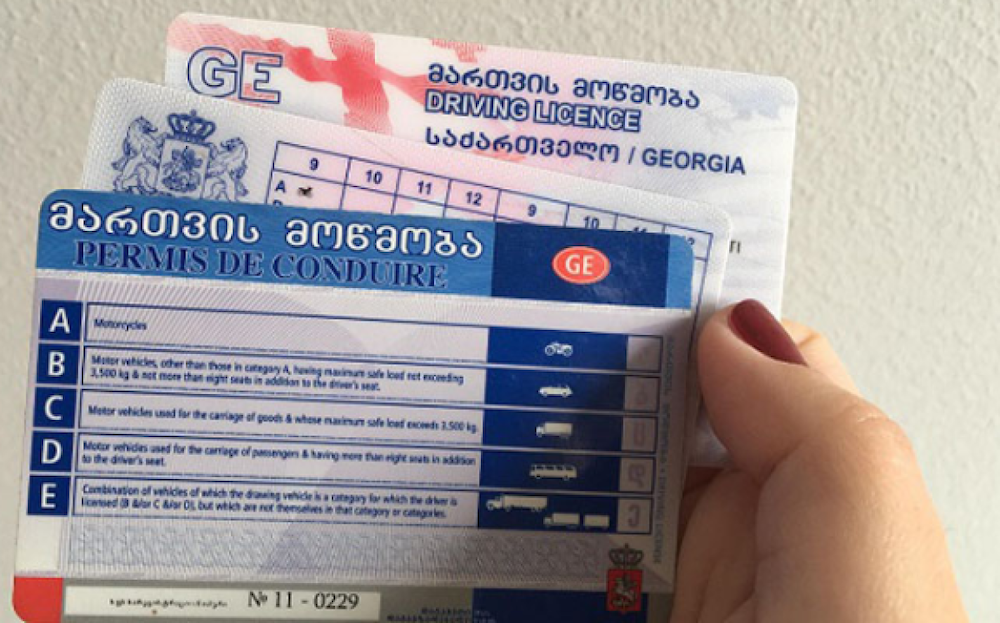 GE
მართვის მოწმობა
DRIVING LICENCE
საქართველო / GEORGIA
9 10 11 12 9 10 11
A
TI
მართვის მოწმობა
PERMIS DE CONDUIRE
GE
A Motorcycles
B Motor vehicles, other than those in category A, having maximum safe load not exceeding
3,500 kg & not more than eight seats in addition to the driver's seat.
C Motor vehicles used for the carriage of goods & whose maximum safe load exceeds 3,500 kg.
D Motor vehicles used for the carriage of passengers & having more than eight seats in addition
to the driver's seat.
E Combination of vehicles of which the drawing vehicle is a category for which the driver is
licensed (B &/or C &/or D), but which are not themselves in that category or categories.
№ 11 - 0229